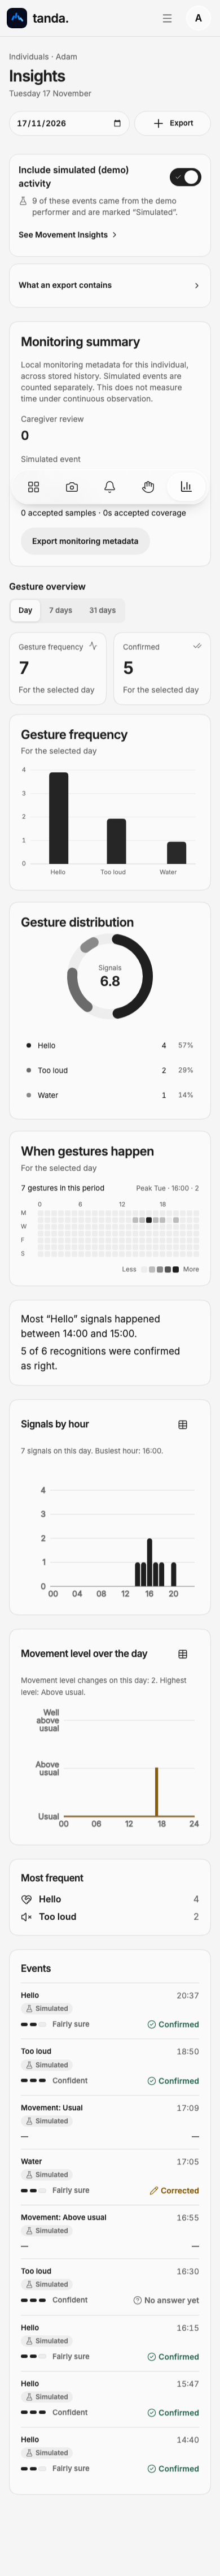 tanda.
A
Individuals · Adam
Insights
Tuesday 17 November
17/11/2026
Export
Include simulated (demo)
activity
9 of these events came from the demo
performer and are marked “Simulated”.
See Movement Insights
What an export contains
Monitoring summary
Local monitoring metadata for this individual,
across stored history. Simulated events are
counted separately. This does not measure
time under continuous observation.
Caregiver review
0
Simulated event
0 accepted samples · 0s accepted coverage
Export monitoring metadata
Gesture overview
Day
7 days
31 days
Gesture frequency
7
For the selected day
Confirmed
5
For the selected day
Gesture frequency
For the selected day
4
3
2
1
0
Hello
Too loud
Water
Gesture distribution
Signals
6.8
Hello 4 57%
Too loud 2 29%
Water 1 14%
When gestures happen
For the selected day
7 gestures in this period
Peak Tue · 16:00 · 2
0 6 12 18
M
W
F
S
Less
More
Most “Hello” signals happened
between 14:00 and 15:00.
5 of 6 recognitions were confirmed
as right.
Signals by hour
7 signals on this day. Busiest hour: 16:00.
4
3
2
1
0
00 04 08 12 16 20
Movement level over the day
Movement level changes on this day: 2. Highest
level: Above usual.
Well
above
usual
Above
usual
Usual
00 06 12 18 24
Most frequent
Hello 4
Too loud 2
Events
Hello 20:37
Simulated
Fairly sure Confirmed
Too loud 18:50
Simulated
Confident Confirmed
Movement: Usual 17:09
Simulated
— —
Water 17:05
Simulated
Fairly sure Corrected
Movement: Above usual 16:55
Simulated
— —
Too loud 16:30
Simulated
Confident No answer yet
Hello 16:15
Simulated
Fairly sure Confirmed
Hello 15:47
Simulated
Confident Confirmed
Hello 14:40
Simulated
Fairly sure Confirmed